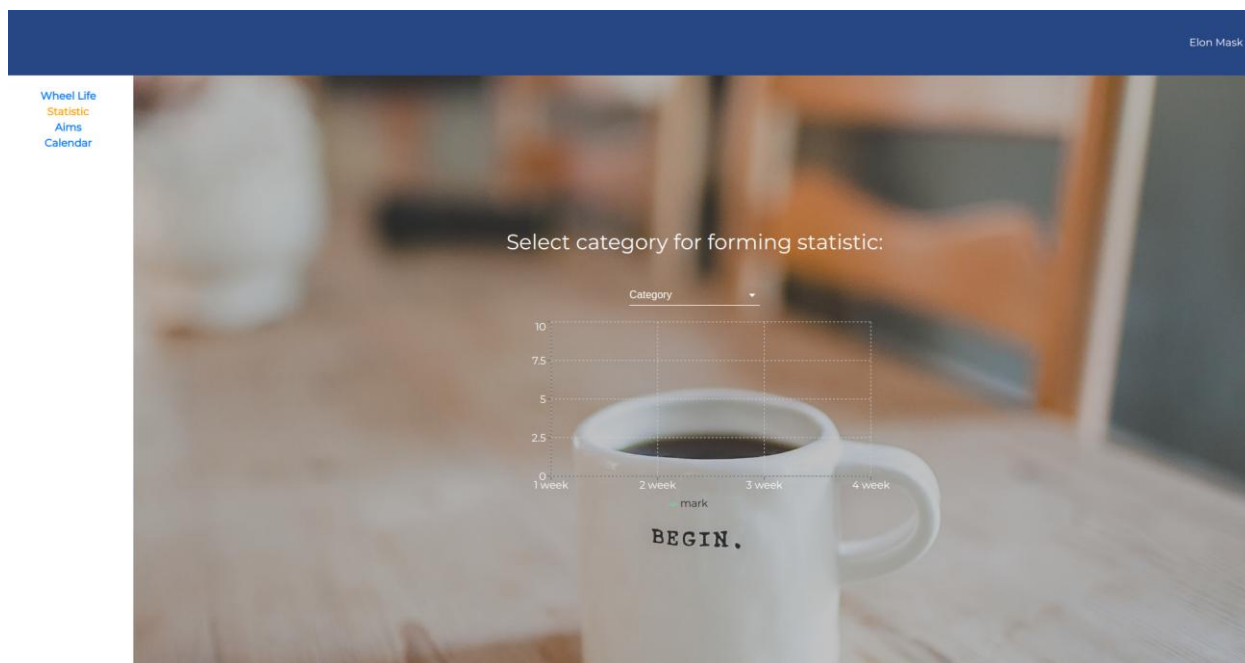 Elon Mask
Wheel Life
Statistic
Aims
Calendar
Select category for forming statistic:
Category
10
7.5
5
2.5
0
1 week 2 week 3 week 4 week
mark
BEGIN.